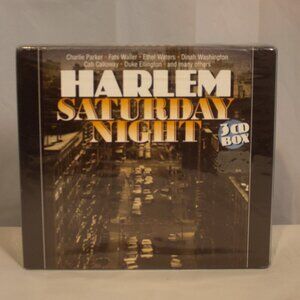 Charlie Parker · Fats Waller · Ethel Waters · Dinah Washington
Cab Calloway · Duke Ellington · and many others
HARLEM
SATURDAY
NIGHT
3 CD
BOX